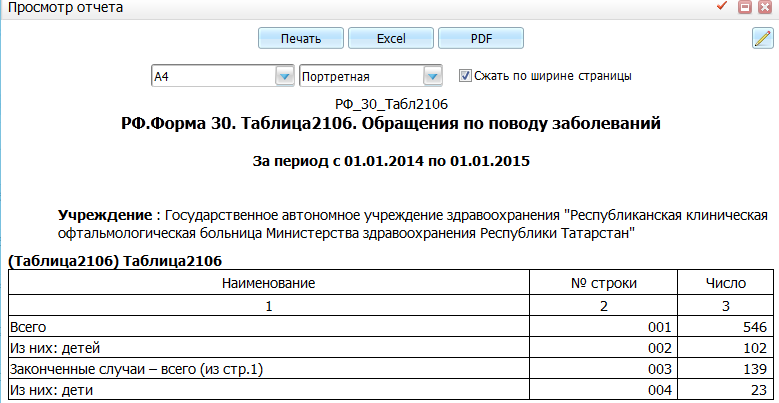 Просмотр отчета
Печать Excel PDF
A4 Портретная Сжать по ширине страницы
РФ_30_Табл2106
РФ.Форма 30. Таблица2106. Обращения по поводу заболеваний
За период с 01.01.2014 по 01.01.2015
Учреждение : Государственное автономное учреждение здравоохранения "Республиканская клиническая
офтальмологическая больница Министерства здравоохранения Республики Татарстан"
(Таблица2106) Таблица2106
Наименование № строки Число
1 2 3
Всего 001 546
Из них: детей 002 102
Законченные случаи – всего (из стр.1) 003 139
Из них: дети 004 23